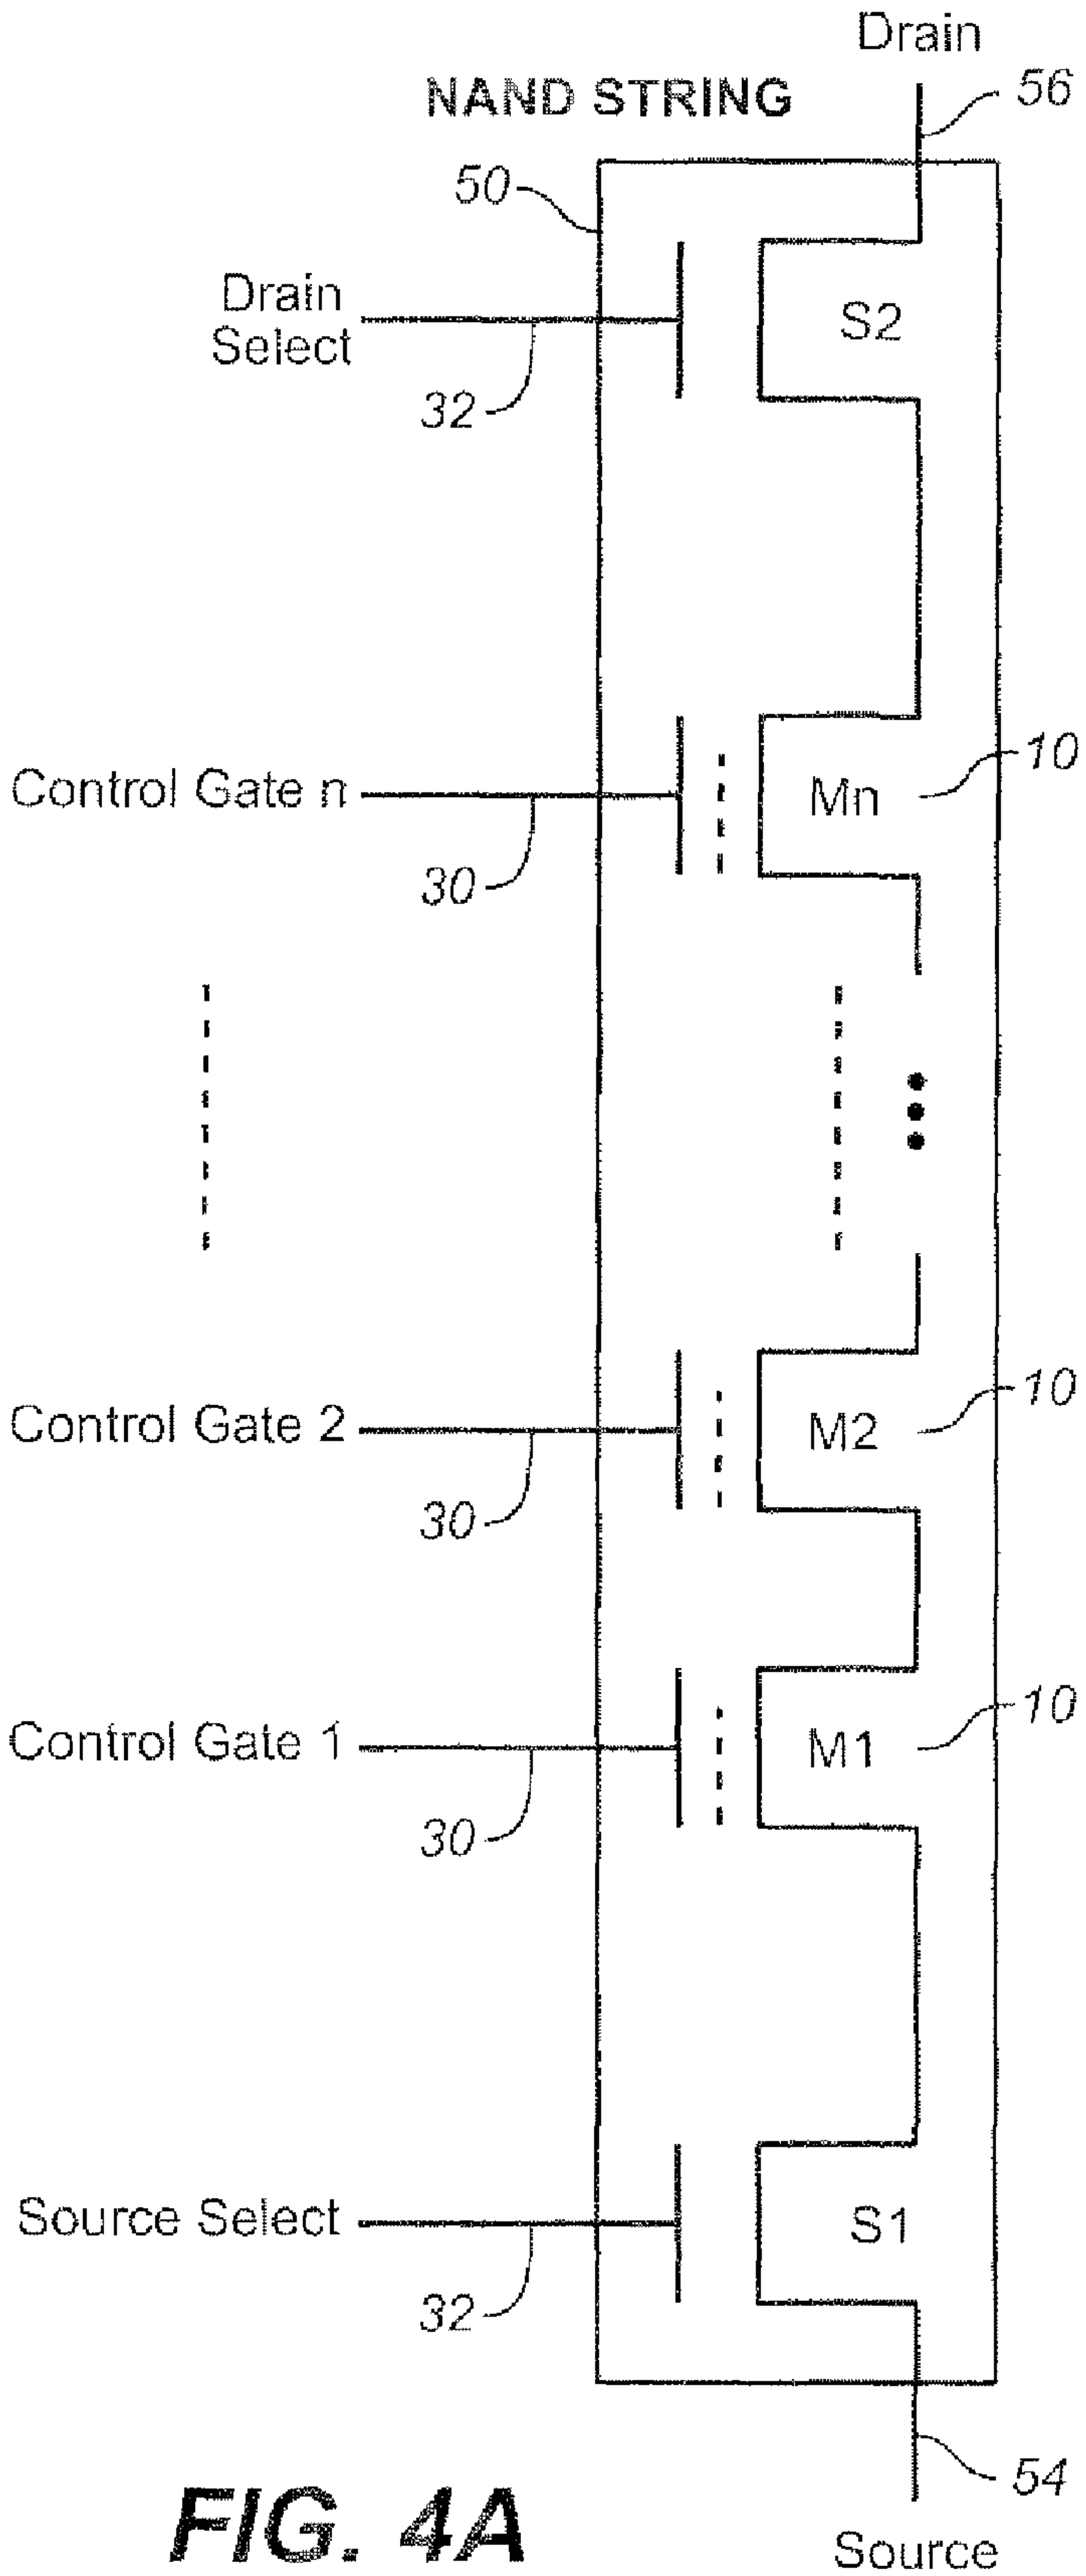 Drain
56
NAND STRING
50
Drain
Select
S2
32
10
Control Gate n
Mn
30
10
Control Gate 2
M2
30
10
Control Gate 1
M1
30
Source Select
S1
32
54
FIG. 4A
Source